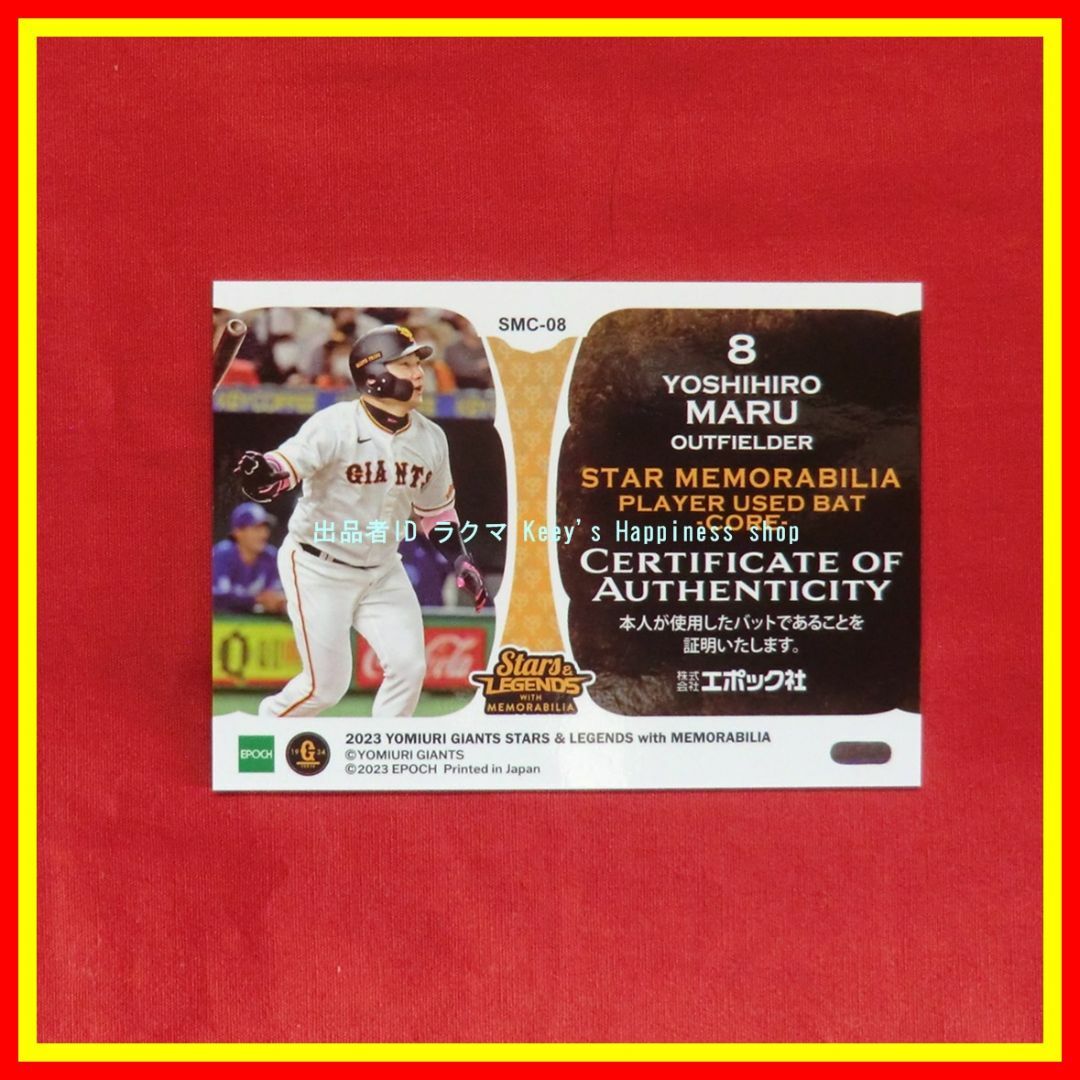 SMC-08
8
YOSHIHIRO
MARU
OUTFIELDER
STAR MEMORABILIA
PLAYER USED BAT
-CORE-
CERTIFICATE OF
AUTHENTICITY
本人が使用したバットであることを
証明いたします。
株式会社エポック社
GIANTS
出品者ID ラクマ Keey's Happiness shop
Coca-Cola
Stars &
LEGENDS
WITH
MEMORABILIA
EPOCH
19 G 34
2023 YOMIURI GIANTS STARS & LEGENDS with MEMORABILIA
©YOMIURI GIANTS
©2023 EPOCH Printed in Japan